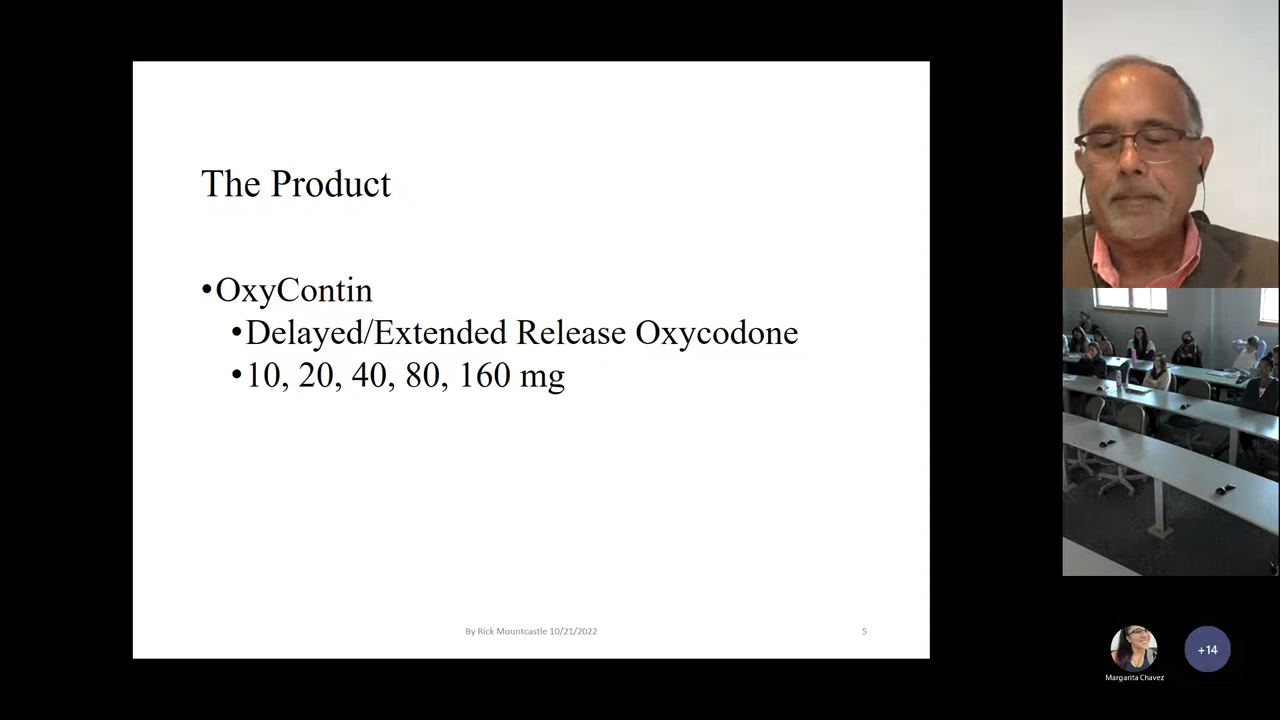 The Product
•OxyContin
•Delayed/Extended Release Oxycodone
•10, 20, 40, 80, 160 mg
By Rick Mountcastle 10/21/2022
5
Margarita Chavez
+14